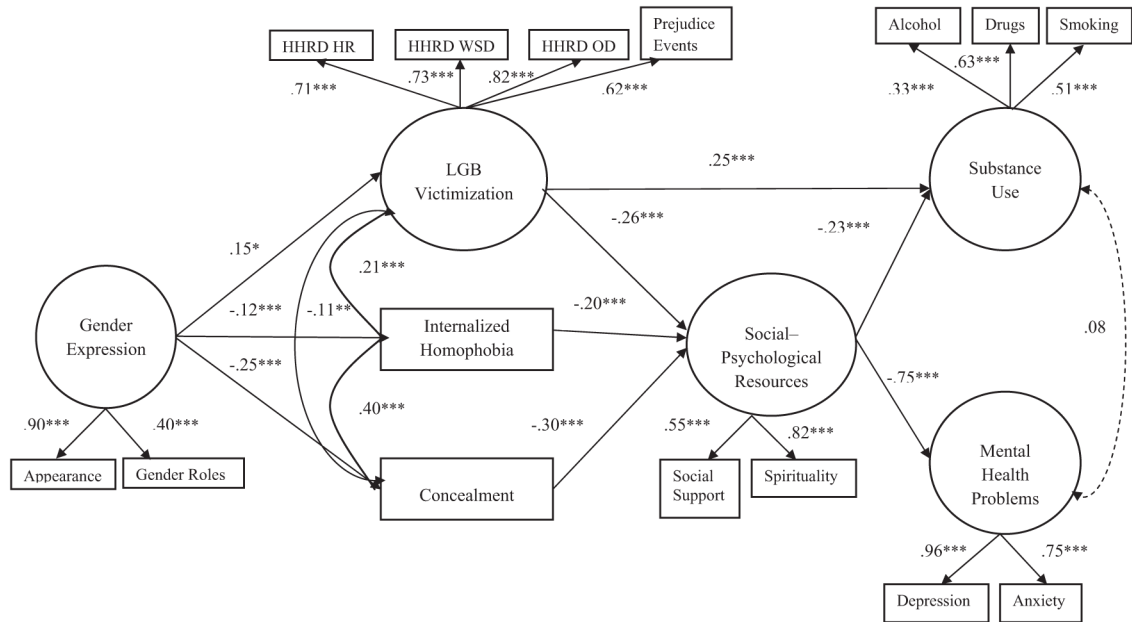 HHRD HR
HHRD WSD
HHRD OD
Prejudice
Events
Alcohol
Drugs
Smoking
.71***
.73***
.82***
.62***
.33***
.63***
.51***
LGB
Victimization
Substance
Use
.25***
-.26***
-.23***
.15*
.21***
-.12***
-.11**
-.20***
Gender
Expression
Internalized
Homophobia
Social–
Psychological
Resources
.08
-.25***
-.75***
.40***
-.30***
.90***
.40***
.55***
.82***
Appearance
Gender Roles
Concealment
Social
Support
Spirituality
Mental
Health
Problems
.96***
.75***
Depression
Anxiety